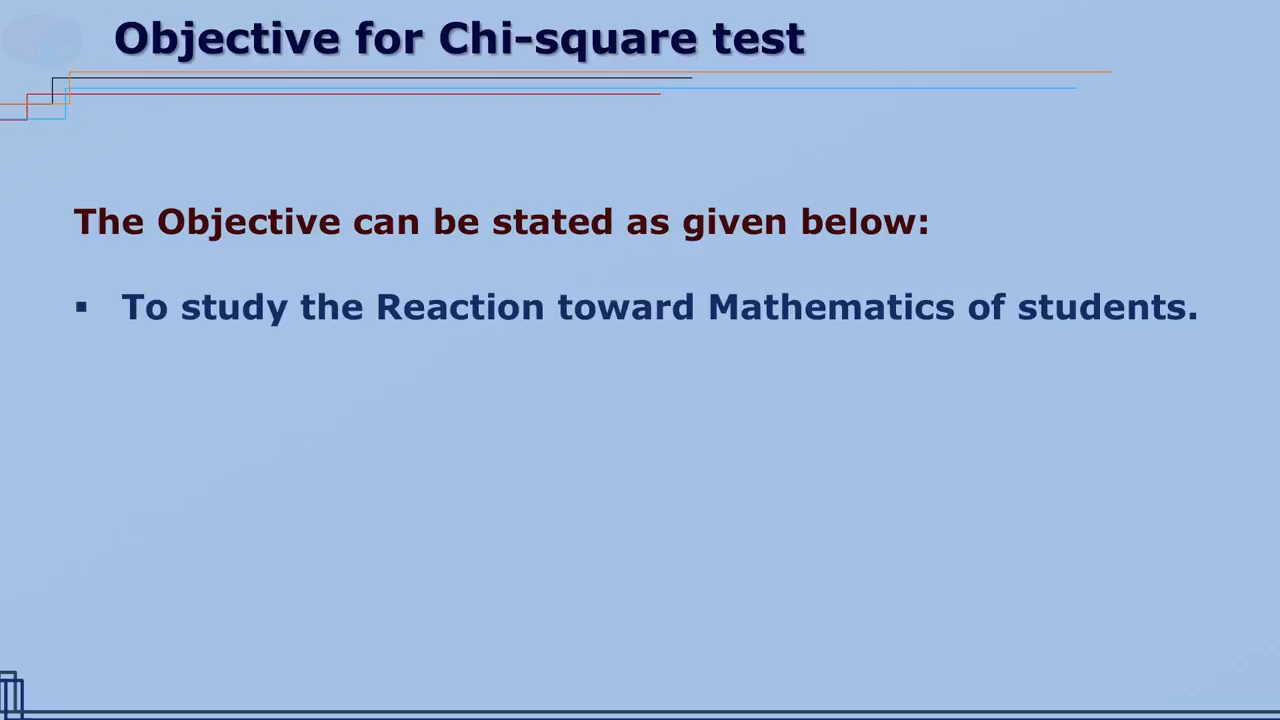 Objective for Chi-square test
The Objective can be stated as given below:
▪ To study the Reaction toward Mathematics of students.